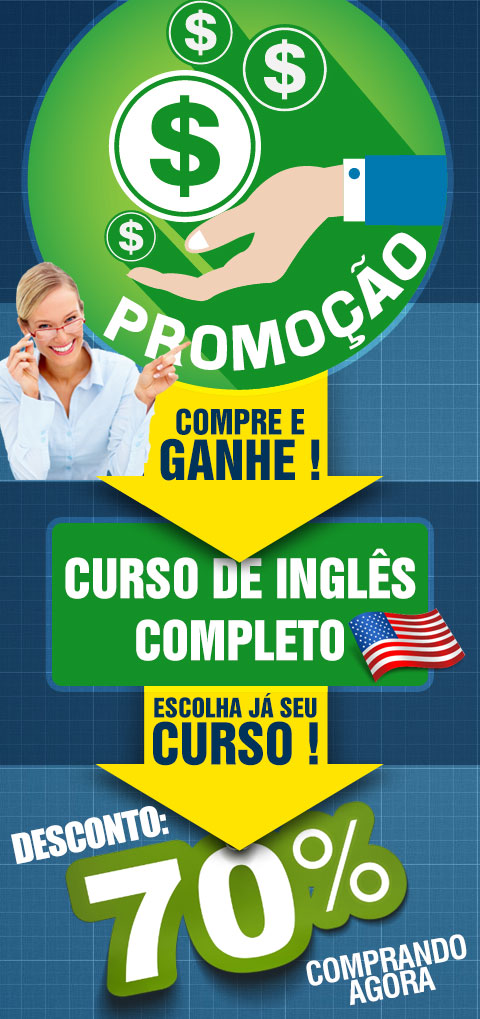 $
$
$
$
PROMOÇÃO
COMPRE E
GANHE !
CURSO DE INGLÊS
COMPLETO
ESCOLHA JÁ SEU
CURSO !
DESCONTO:
70%
COMPRANDO
AGORA